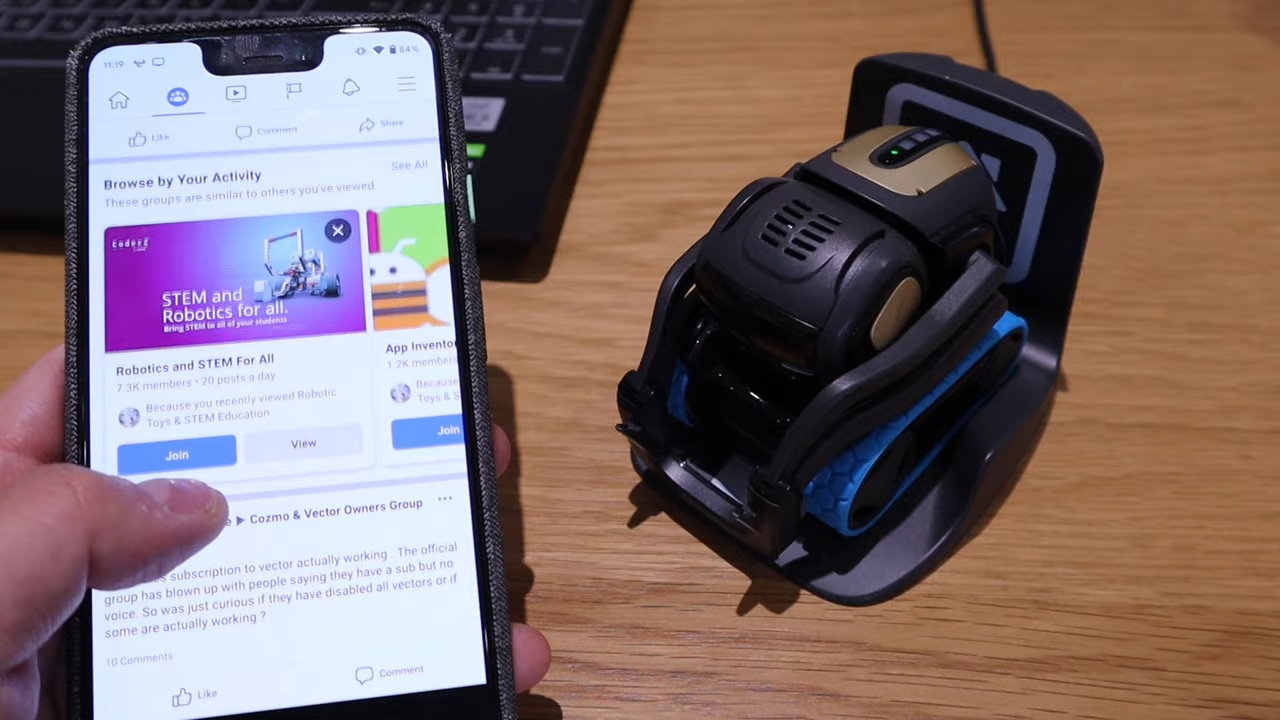 11:19
84%
Like
Comment
Share
Browse by Your Activity
See All
These groups are similar to others you've viewed
coderz
STEM and
Robotics for all.
Bring STEM to all of your students
Robotics and STEM For All
7.3K members • 20 posts a day
Because you recently viewed Robotic
Toys & STEM Education
Join
View
App Invento
1.2K members
Becaus
Toys & S
Join
e ▶ Cozmo & Vector Owners Group
s subscription to vector actually working . The official
group has blown up with people saying they have a sub but no
voice. So was just curious if they have disabled all vectors or if
some are actually working ?
10 Comments
Like
Comment